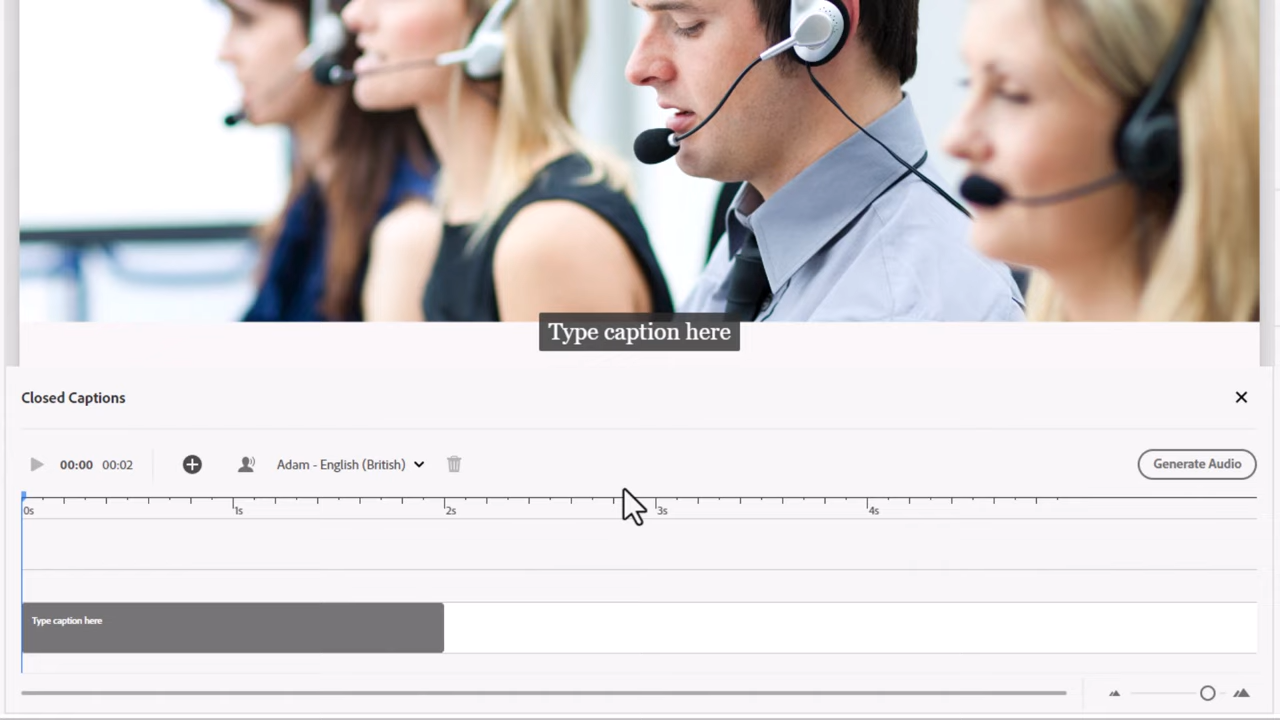 Type caption here
Closed Captions
00:00 00:02 Adam - English (British) Generate Audio
0s 1s 2s 3s 4s
Type caption here